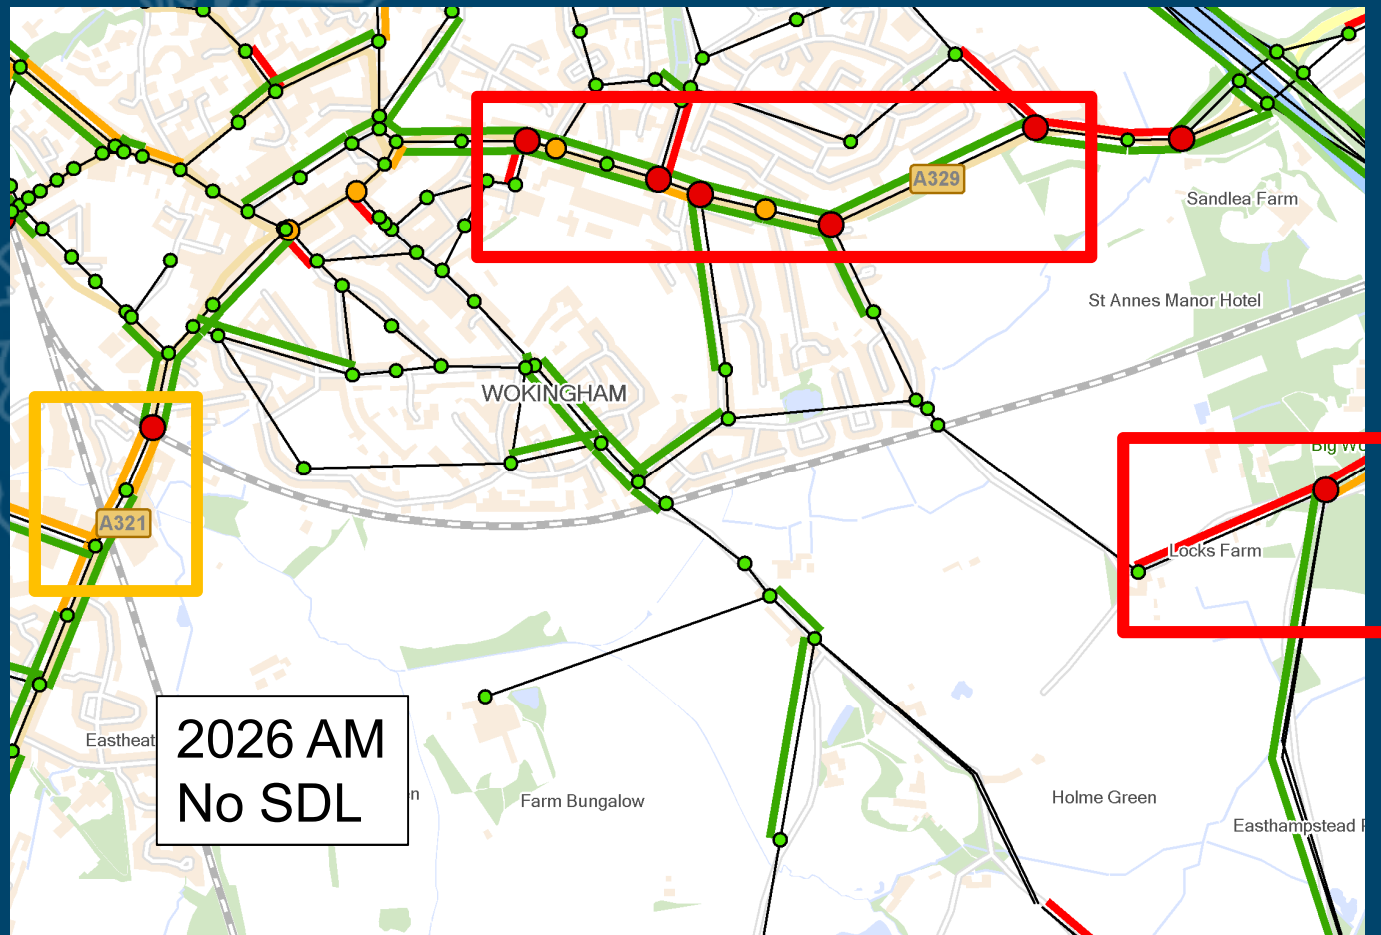 A329
Sandlea Farm
St Annes Manor Hotel
WOKINGHAM
Locks Farm
A321
Eastheat
2026 AM
No SDL
Farm Bungalow
Holme Green
Easthampstead